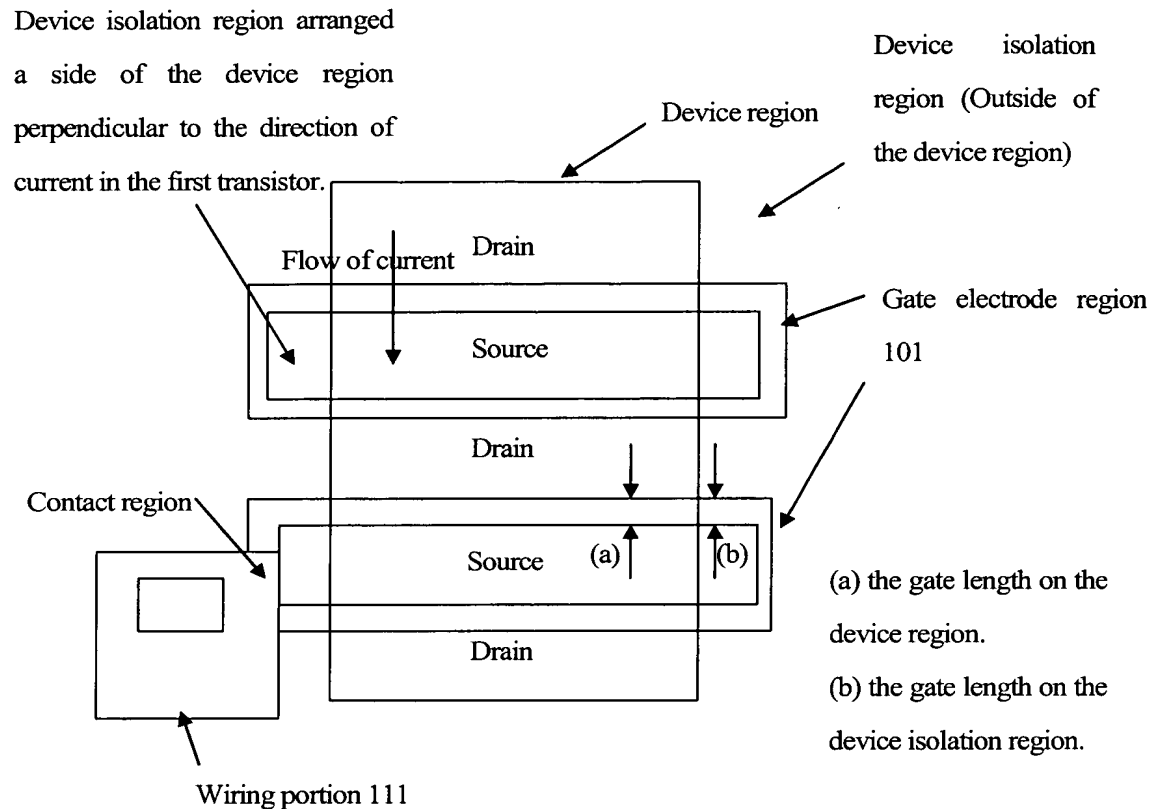 Device isolation region arranged
a side of the device region
perpendicular to the direction of
current in the first transistor.
Device isolation
region (Outside of
the device region)
Device region
Drain
Flow of current
Gate electrode region
101
Source
Drain
Contact region
Source
(a)
(b)
Drain
(a) the gate length on the
device region.
(b) the gate length on the
device isolation region.
Wiring portion 111